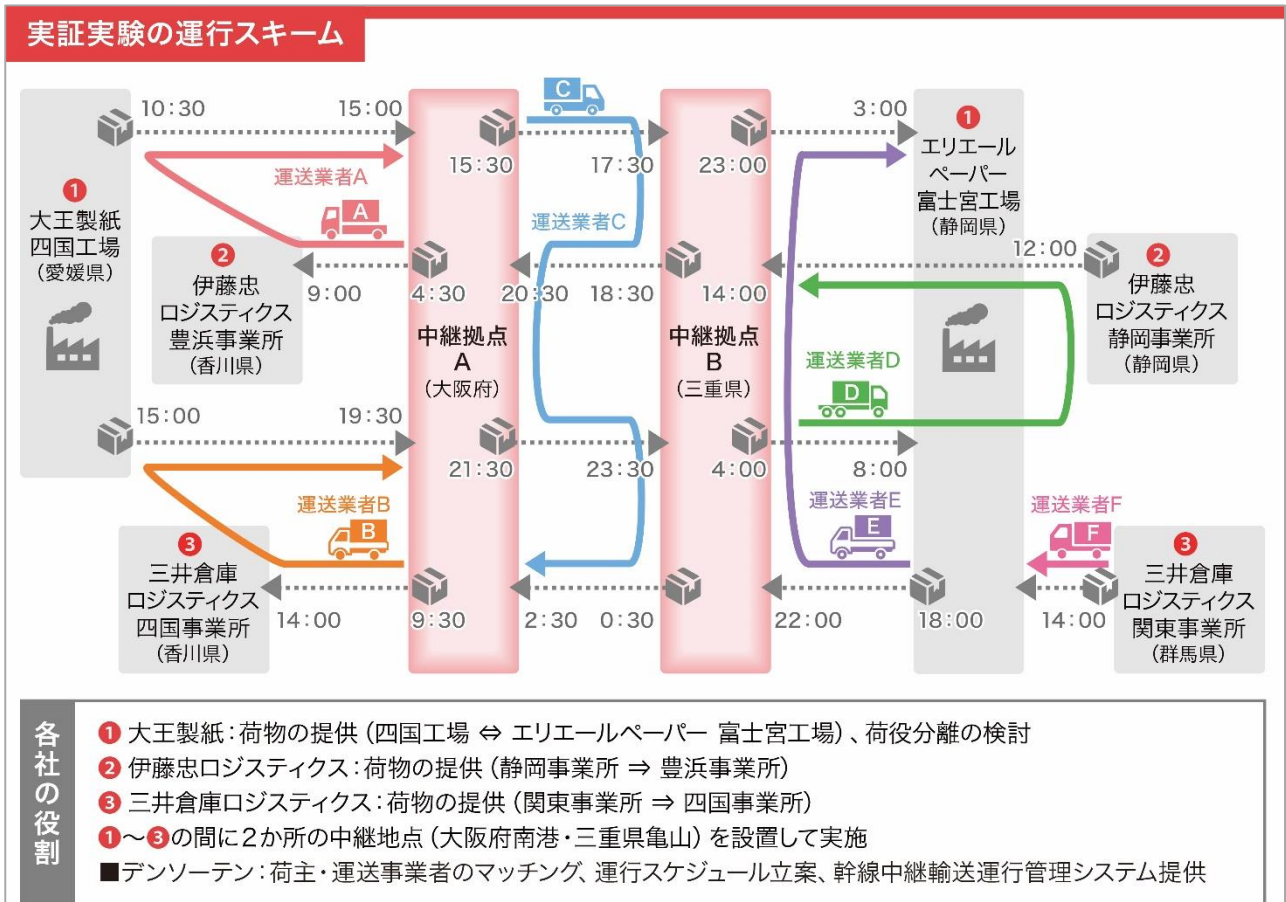 実証実験の運行スキーム
10:30
15:00
C
3:00
❶
エリエール
ペーパー
富士宮工場
(静岡県)
15:30
17:30
23:00
運送業者A
A
❶
大王製紙
四国工場
(愛媛県)
運送業者C
❷
伊藤忠
ロジスティクス
豊浜事業所
(香川県)
12:00
❷
伊藤忠
ロジスティクス
静岡事業所
(静岡県)
9:00
4:30
20:30
18:30
14:00
中継拠点
A
(大阪府)
中継拠点
B
(三重県)
運送業者D
D
15:00
19:30
21:30
23:30
4:00
8:00
運送業者B
B
運送業者E
E
運送業者F
F
❸
三井倉庫
ロジスティクス
四国事業所
(香川県)
❸
三井倉庫
ロジスティクス
関東事業所
(群馬県)
14:00
9:30
2:30
0:30
22:00
18:00
14:00
各社の役割
❶ 大王製紙:荷物の提供 (四国工場 ⇔ エリエールペーパー 富士宮工場)、荷役分離の検討
❷ 伊藤忠ロジスティクス:荷物の提供 (静岡事業所 ⇒ 豊浜事業所)
❸ 三井倉庫ロジスティクス:荷物の提供 (関東事業所 ⇒ 四国事業所)
❶～❸の間に2か所の中継地点 (大阪府南港・三重県亀山) を設置して実施
■デンソーテン:荷主・運送事業者のマッチング、運行スケジュール立案、幹線中継輸送運行管理システム提供